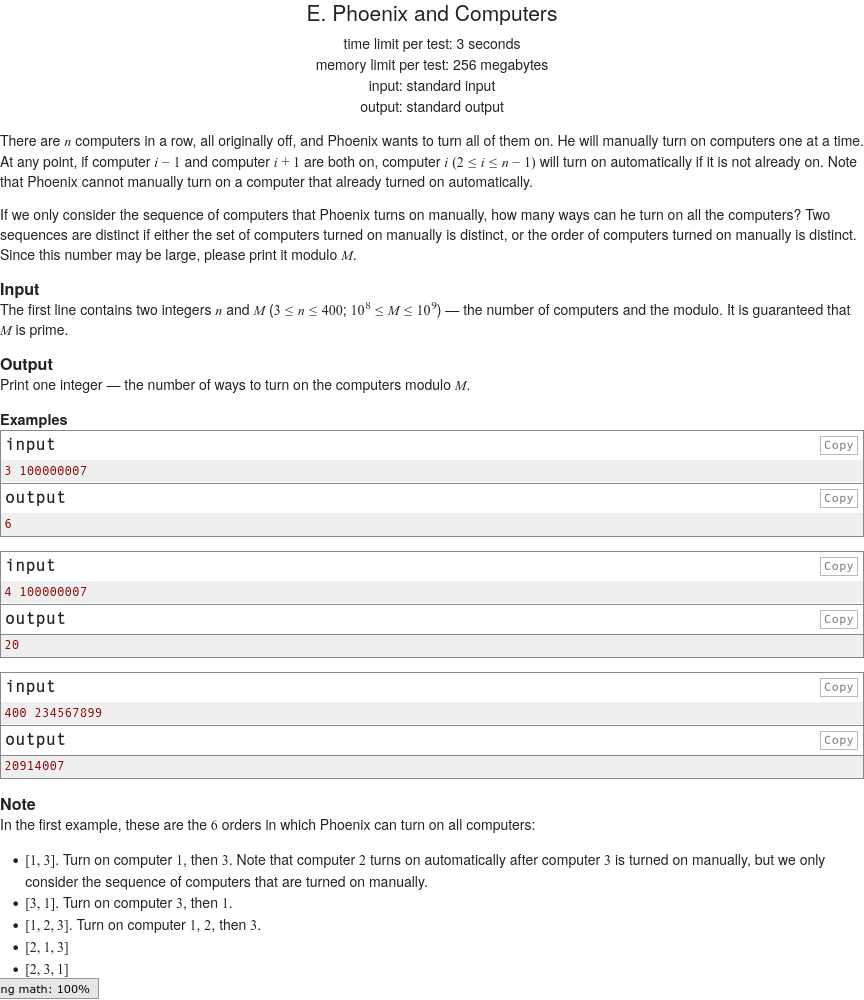 E. Phoenix and Computers
time limit per test: 3 seconds
memory limit per test: 256 megabytes
input: standard input
output: standard output
There are n computers in a row, all originally off, and Phoenix wants to turn all of them on. He will manually turn on computers one at a time.
At any point, if computer i − 1 and computer i + 1 are both on, computer i (2 ≤ i ≤ n − 1) will turn on automatically if it is not already on. Note
that Phoenix cannot manually turn on a computer that already turned on automatically.
If we only consider the sequence of computers that Phoenix turns on manually, how many ways can he turn on all the computers? Two
sequences are distinct if either the set of computers turned on manually is distinct, or the order of computers turned on manually is distinct.
Since this number may be large, please print it modulo M.
Input
The first line contains two integers n and M (3 ≤ n ≤ 400; 10⁸ ≤ M ≤ 10⁹) — the number of computers and the modulo. It is guaranteed that
M is prime.
Output
Print one integer — the number of ways to turn on the computers modulo M.
Examples
input Copy
3 100000007
output Copy
6
input Copy
4 100000007
output Copy
20
input Copy
400 234567899
output Copy
20914007
Note
In the first example, these are the 6 orders in which Phoenix can turn on all computers:
• [1, 3]. Turn on computer 1, then 3. Note that computer 2 turns on automatically after computer 3 is turned on manually, but we only
consider the sequence of computers that are turned on manually.
• [3, 1]. Turn on computer 3, then 1.
• [1, 2, 3]. Turn on computer 1, 2, then 3.
• [2, 1, 3]
• [2, 3, 1]
ng math: 100%